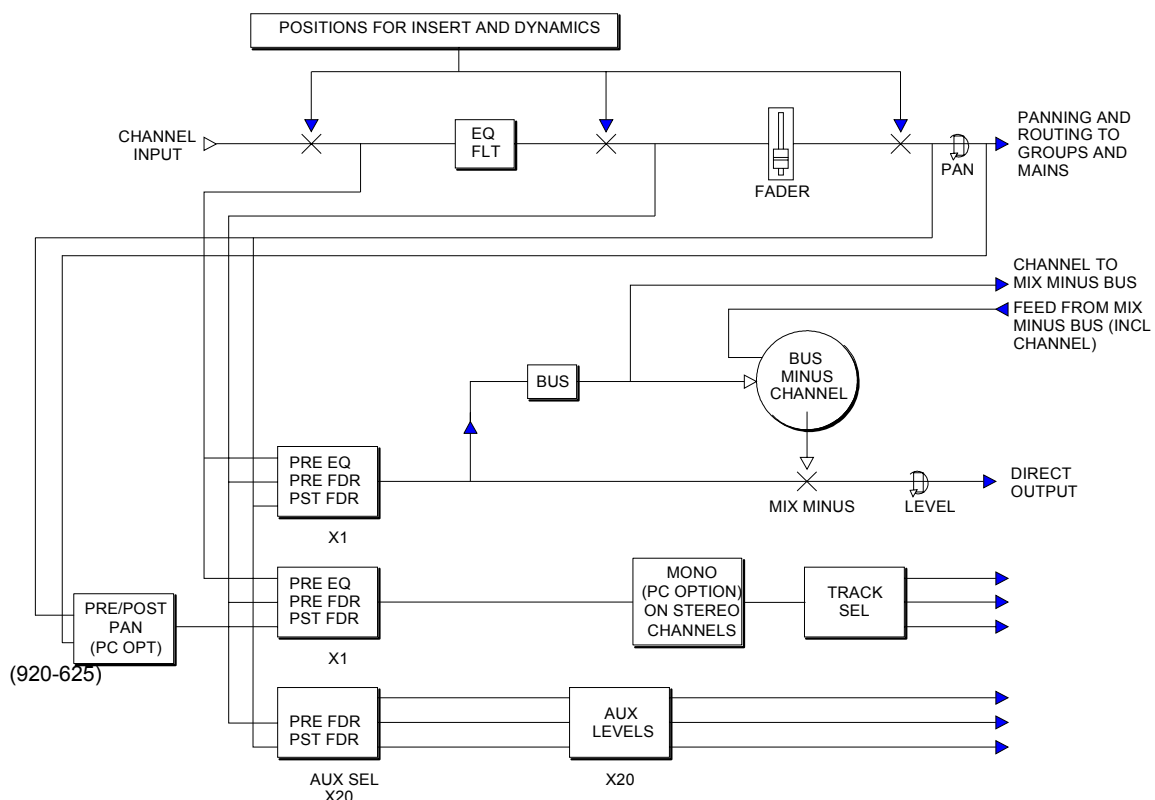 POSITIONS FOR INSERT AND DYNAMICS
CHANNEL
INPUT
EQ
FLT
FADER
PAN
PANNING AND
ROUTING TO
GROUPS AND
MAINS
CHANNEL TO
MIX MINUS BUS
FEED FROM MIX
MINUS BUS (INCL
CHANNEL)
BUS
BUS
MINUS
CHANNEL
PRE EQ
PRE FDR
PST FDR
X1
MIX MINUS
LEVEL
DIRECT
OUTPUT
PRE/POST
PAN
(PC OPT)
(920-625)
PRE EQ
PRE FDR
PST FDR
X1
MONO
(PC OPTION)
ON STEREO
CHANNELS
TRACK
SEL
PRE FDR
PST FDR
AUX SEL
X20
AUX
LEVELS
X20